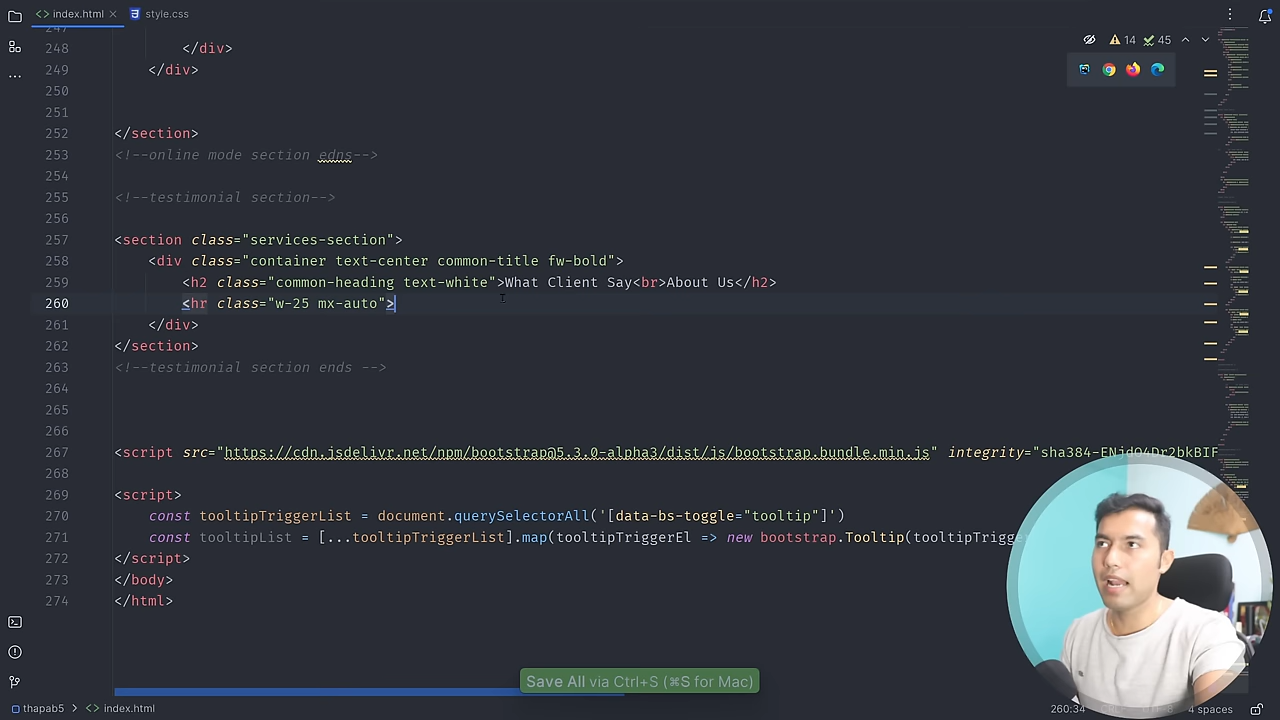 index.html
style.css
14
45
247
248 </div>
249 </div>
250
251
252 </section>
253 <!--online mode section edns-->
254
255 <!--testimonial section-->
256
257 <section class="services-section">
258 <div class="container text-center common-title fw-bold">
259 <h2 class="common-heading text-white">What Client Say<br>About Us</h2>
260 <hr class="w-25 mx-auto">
261 </div>
262 </section>
263 <!--testimonial section ends -->
264
265
266
267 <script src="https://cdn.jsdelivr.net/npm/bootstrap@5.3.0-alpha3/dist/js/bootstrap.bundle.min.js" integrity="sha384-ENjdO4Dr2bkBIF
268
269 <script>
270 const tooltipTriggerList = document.querySelectorAll('[data-bs-toggle="tooltip"]')
271 const tooltipList = [...tooltipTriggerList].map(tooltipTriggerEl => new bootstrap.Tooltip(tooltipTrigge
272 </script>
273 </body>
274 </html>
Save All via Ctrl+S (⌘S for Mac)
thapab5 > index.html
260:34
4 spaces